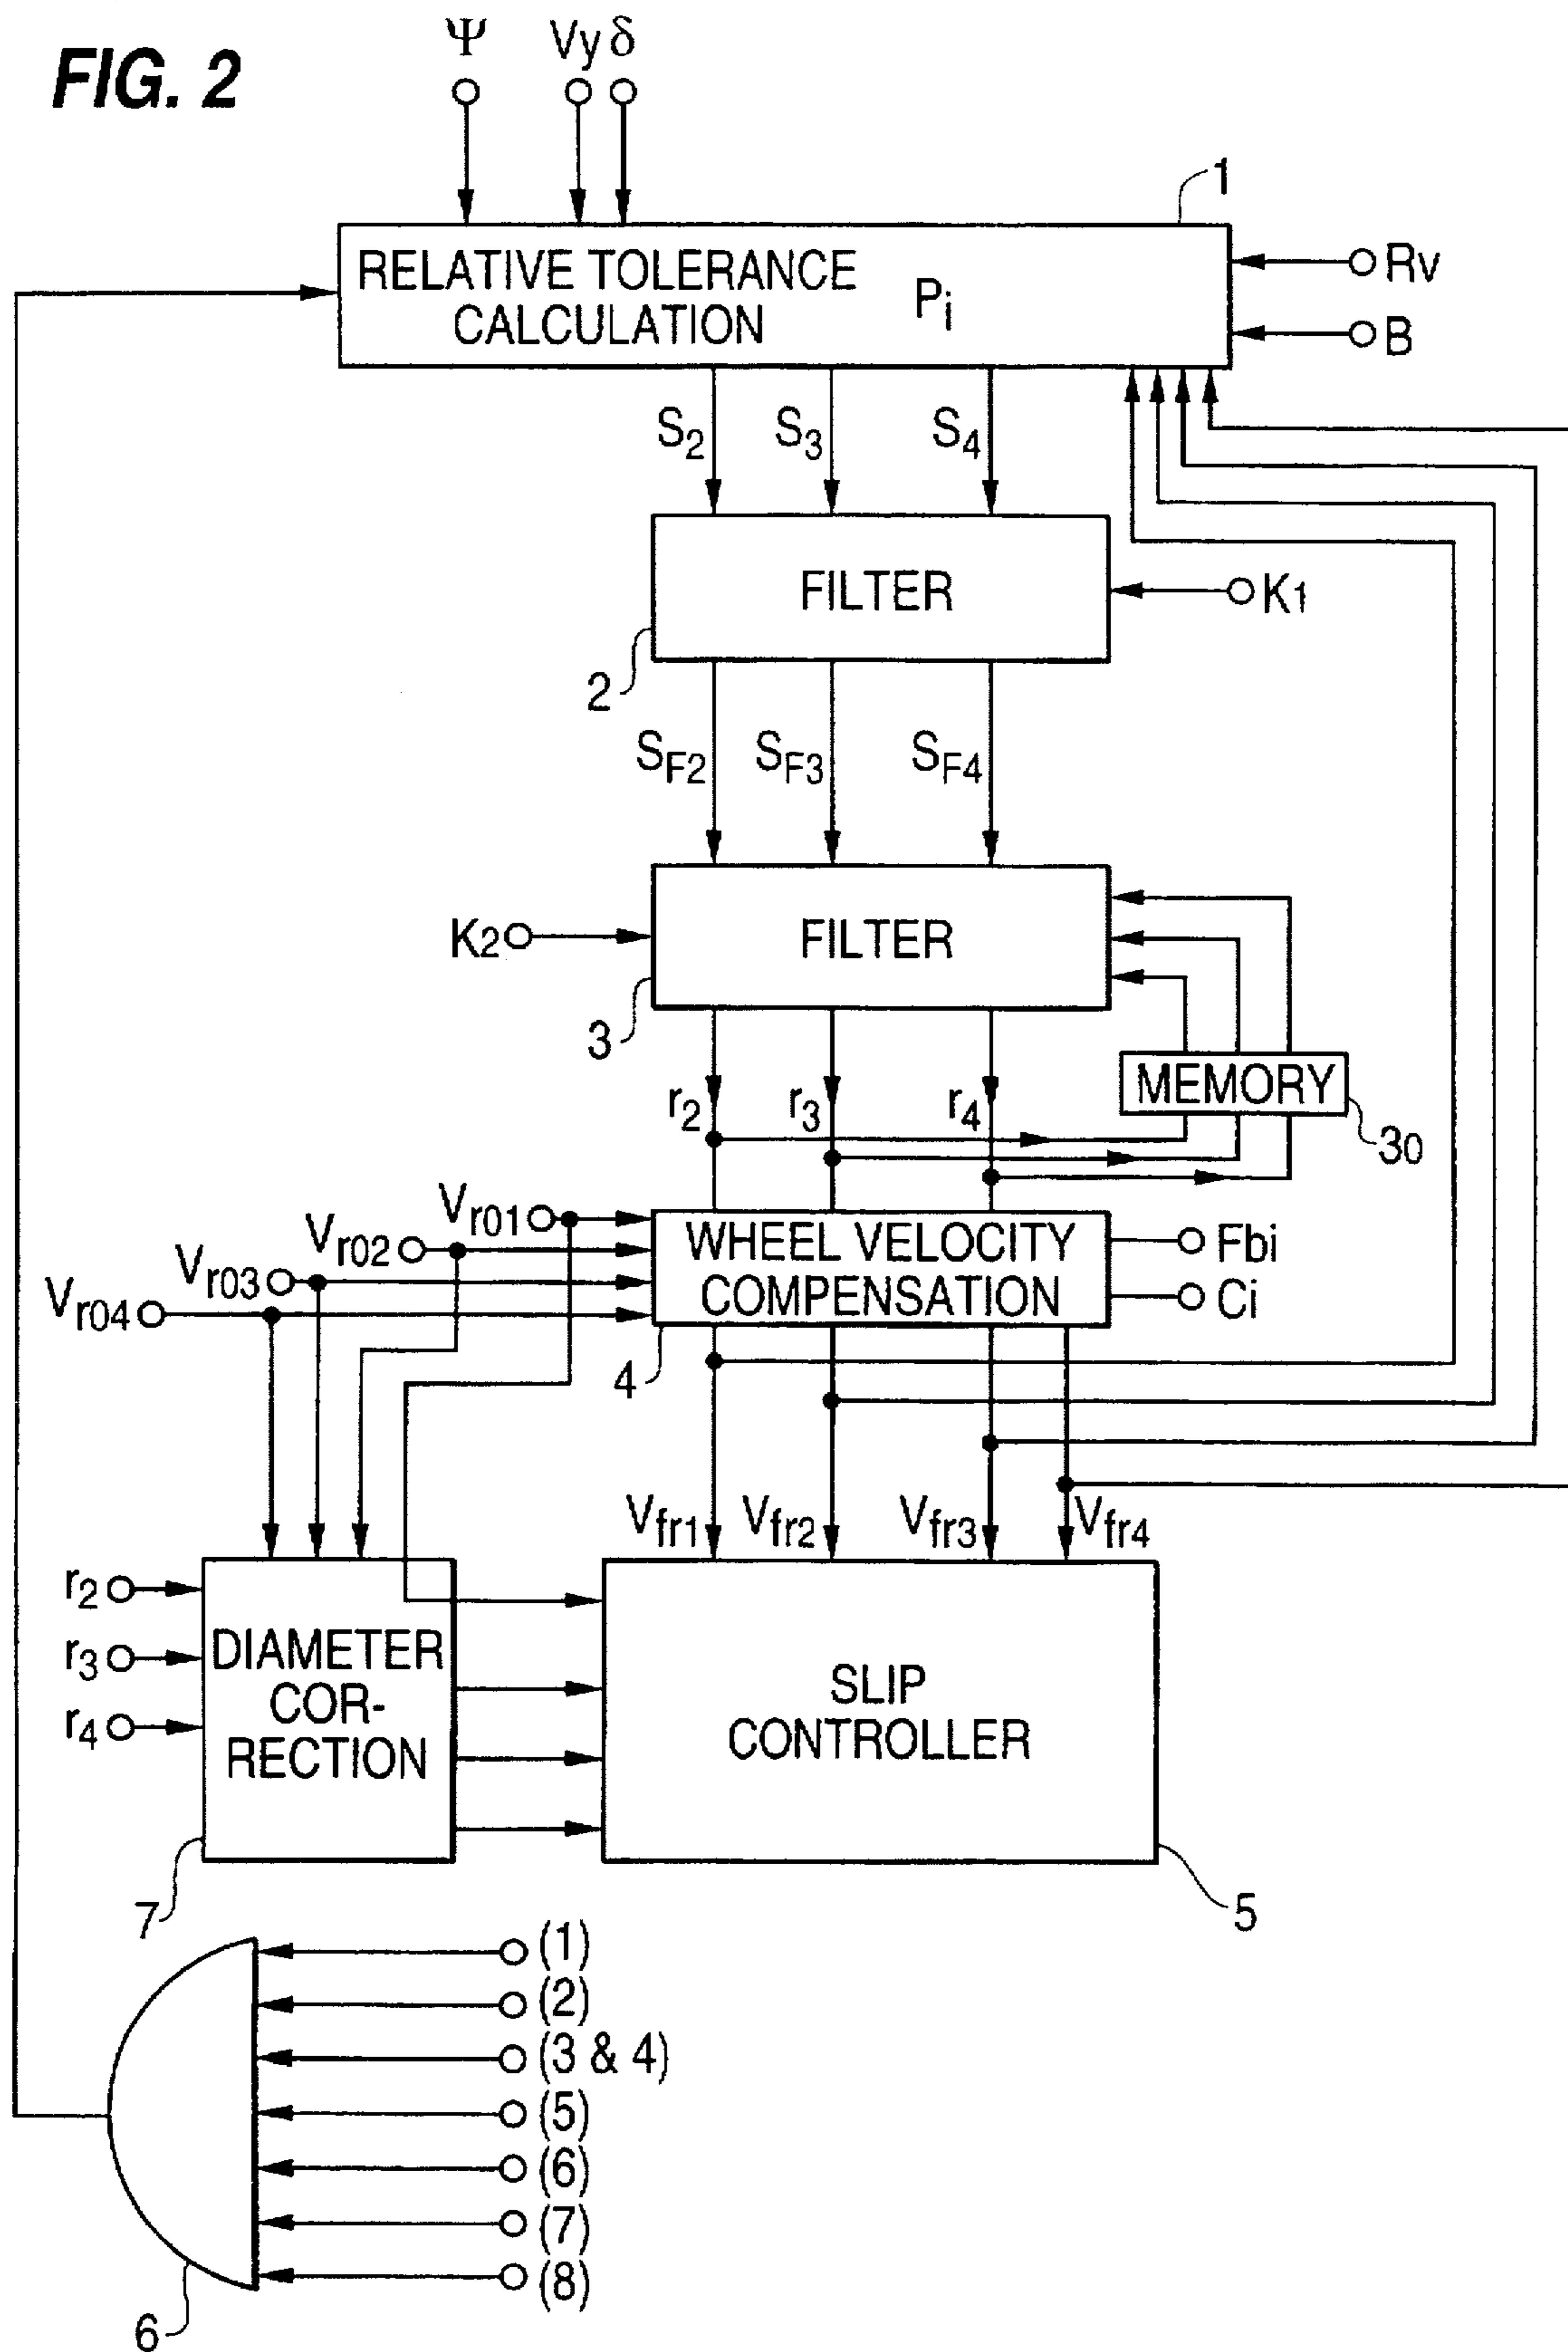 FIG. 2
Ψ
Vy
δ
1
RELATIVE TOLERANCE
CALCULATION
Pi
Rv
B
S2
S3
S4
FILTER
K1
2
SF2
SF3
SF4
K2
FILTER
3
MEMORY
30
r2
r3
r4
Vr01
Vr02
Vr03
Vr04
WHEEL VELOCITY
COMPENSATION
Fbi
Ci
4
Vfr1
Vfr2
Vfr3
Vfr4
r2
r3
r4
DIAMETER
COR-
RECTION
SLIP
CONTROLLER
7
5
(1)
(2)
(3 & 4)
(5)
(6)
(7)
(8)
6